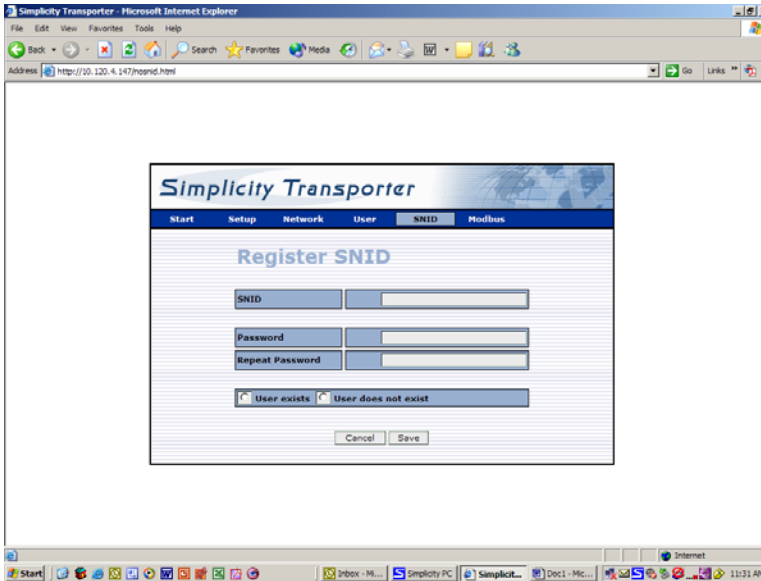 Simplicity Transporter - Microsoft Internet Explorer
File Edit View Favorites Tools Help
Back Search Favorites Media
Address http://10.120.4.147/nosnid.html Go Links »
Simplicity Transporter
Start Setup Network User SNID Modbus
Register SNID
SNID
Password
Repeat Password
User exists User does not exist
Cancel Save
Internet
Start Inbox - Mi... Simplicity PC Simplicit... Doc1 - Mic... 11:31 AM